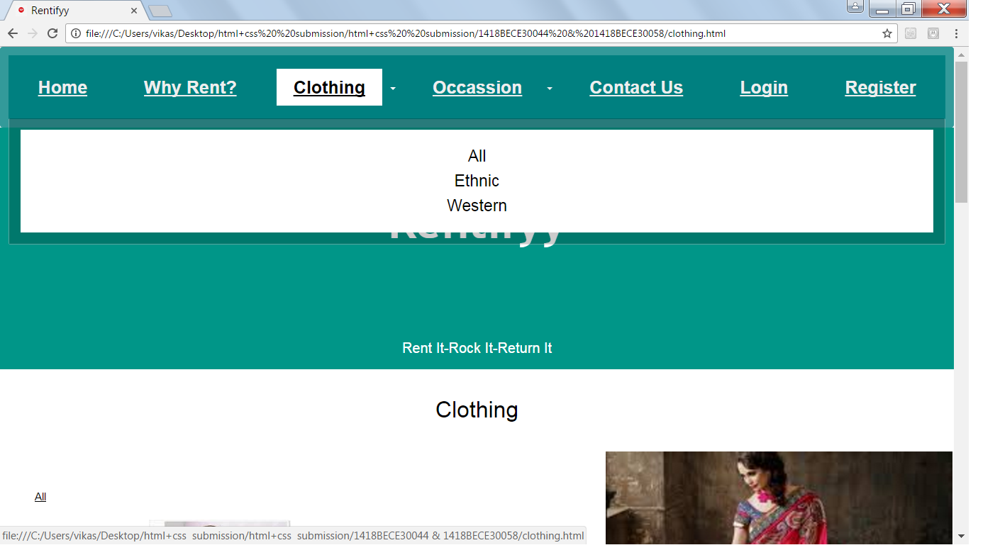 Rentifyy
file:///C:/Users/vikas/Desktop/html+css%20%20submission/html+css%20%20submission/1418BECE30044%20&%201418BECE30058/clothing.html
Home Why Rent? Clothing Occassion Contact Us Login Register
All
Ethnic
Western
Rentifyy
Rent It-Rock It-Return It
Clothing
All
file:///C:/Users/vikas/Desktop/html+css  submission/html+css  submission/1418BECE30044 & 1418BECE30058/clothing.html